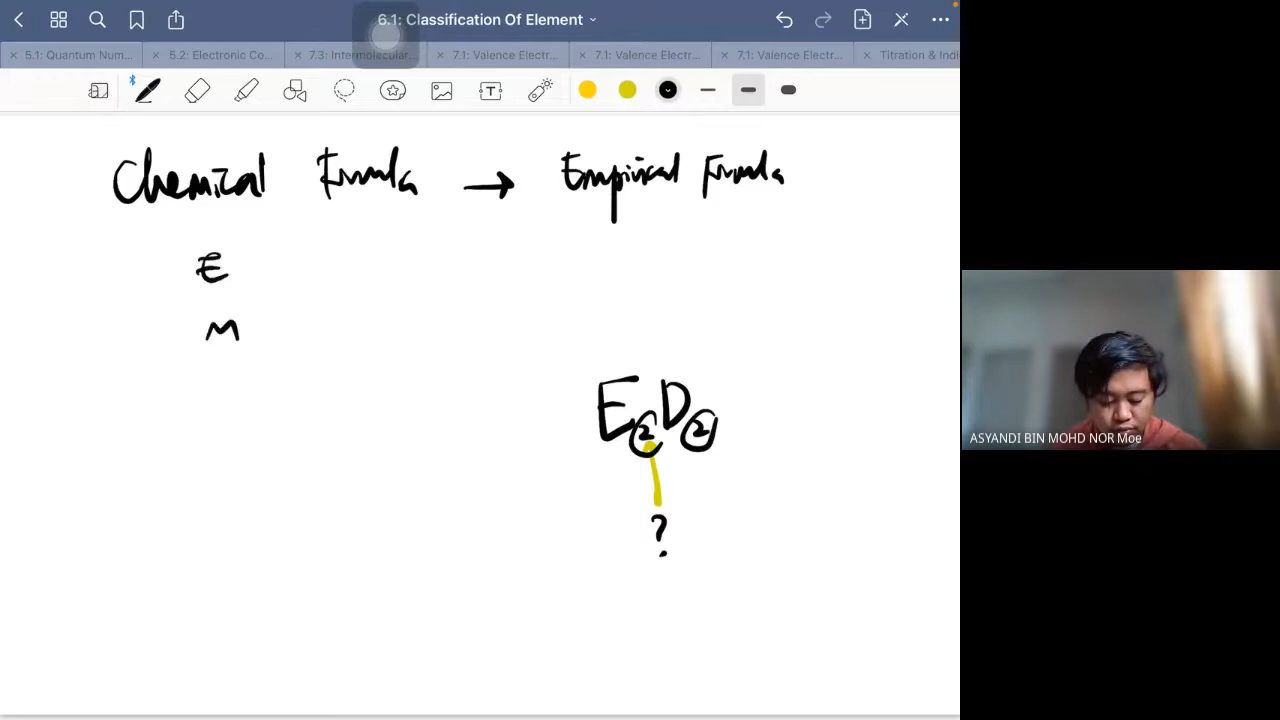 6.1: Classification Of Element
5.1: Quantum Num... 5.2: Electronic Co... 7.3: Intermolecular... 7.1: Valence Electr... 7.1: Valence Electr... 7,1: Valence Electr... Titration & Indi
Chemical Formula → Empirical Formula
E
M
E2D2
?
ASYANDI BIN MOHD NOR Moe